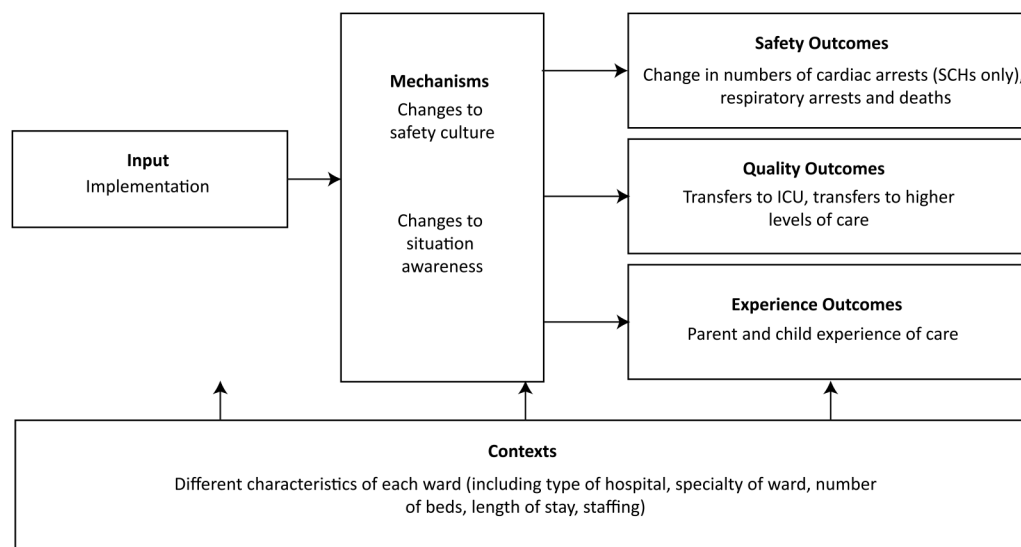 Input
Implementation
Mechanisms
Changes to
safety culture
Changes to
situation
awareness
Safety Outcomes
Change in numbers of cardiac arrests (SCHs only),
respiratory arrests and deaths
Quality Outcomes
Transfers to ICU, transfers to higher
levels of care
Experience Outcomes
Parent and child experience of care
Contexts
Different characteristics of each ward (including type of hospital, specialty of ward, number
of beds, length of stay, staffing)